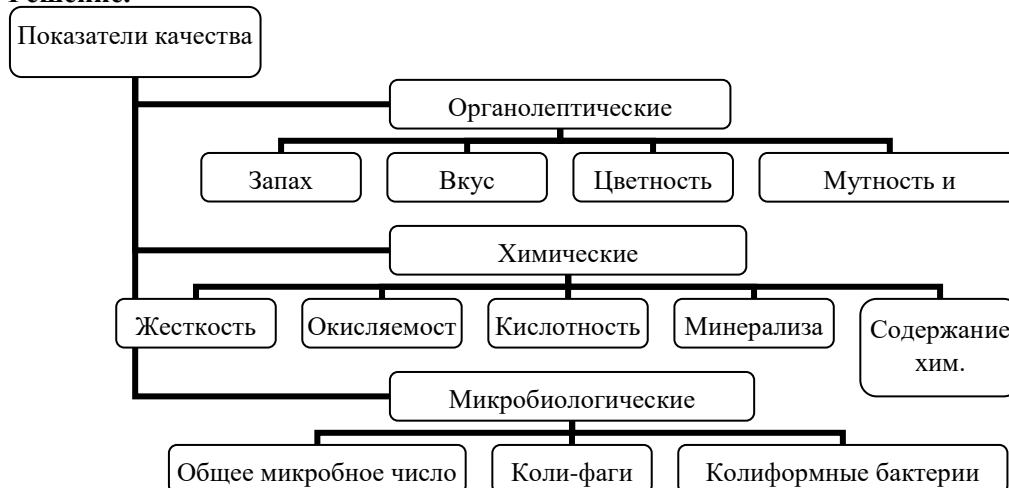 Решение.
Показатели качества
Органолептические
Запах
Вкус
Цветность
Мутность и
Химические
Жесткость
Окисляемост
Кислотность
Минерализа
Содержание
хим.
Микробиологические
Общее микробное число
Коли-фаги
Колиформные бактерии